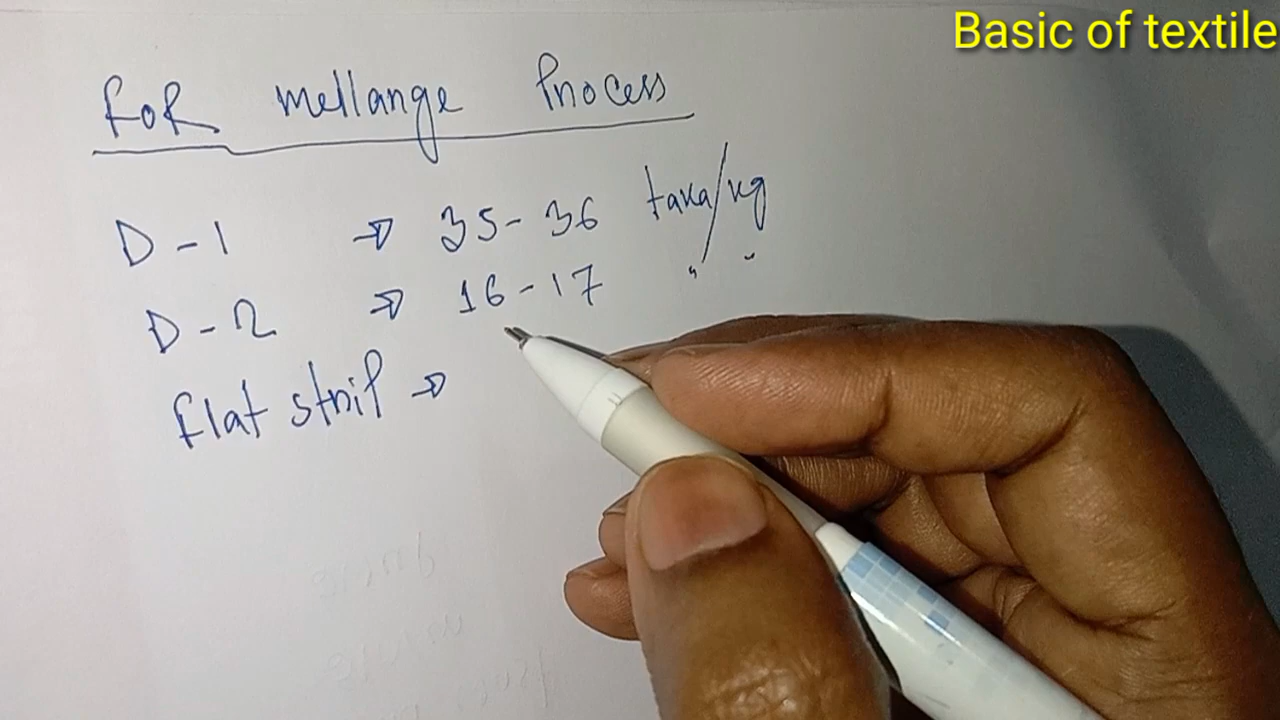 Basic of textile
FOR mellange Process
D-1 → 35-36 taka/kg
D-2 → 16-17 " "
flat strip →